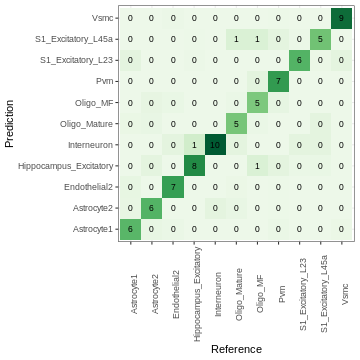 Vsmc 0 0 0 0 0 0 0 0 0 0 9
S1_Excitatory_L45a 0 0 0 0 0 1 1 0 0 5 0
S1_Excitatory_L23 0 0 0 0 0 0 0 0 6 0 0
Pvm 0 0 0 0 0 0 0 7 0 0 0
Oligo_MF 0 0 0 0 0 0 5 0 0 0 0
Oligo_Mature 0 0 0 0 0 5 0 0 0 0 0
Interneuron 0 0 0 1 10 0 0 0 0 0 0
Hippocampus_Excitatory 0 0 0 8 0 0 1 0 0 0 0
Endothelial2 0 0 7 0 0 0 0 0 0 0 0
Astrocyte2 0 6 0 0 0 0 0 0 0 0 0
Astrocyte1 6 0 0 0 0 0 0 0 0 0 0
Prediction
Astrocyte1
Astrocyte2
Endothelial2
Hippocampus_Excitatory
Interneuron
Oligo_Mature
Oligo_MF
Pvm
S1_Excitatory_L23
S1_Excitatory_L45a
Vsmc
Reference